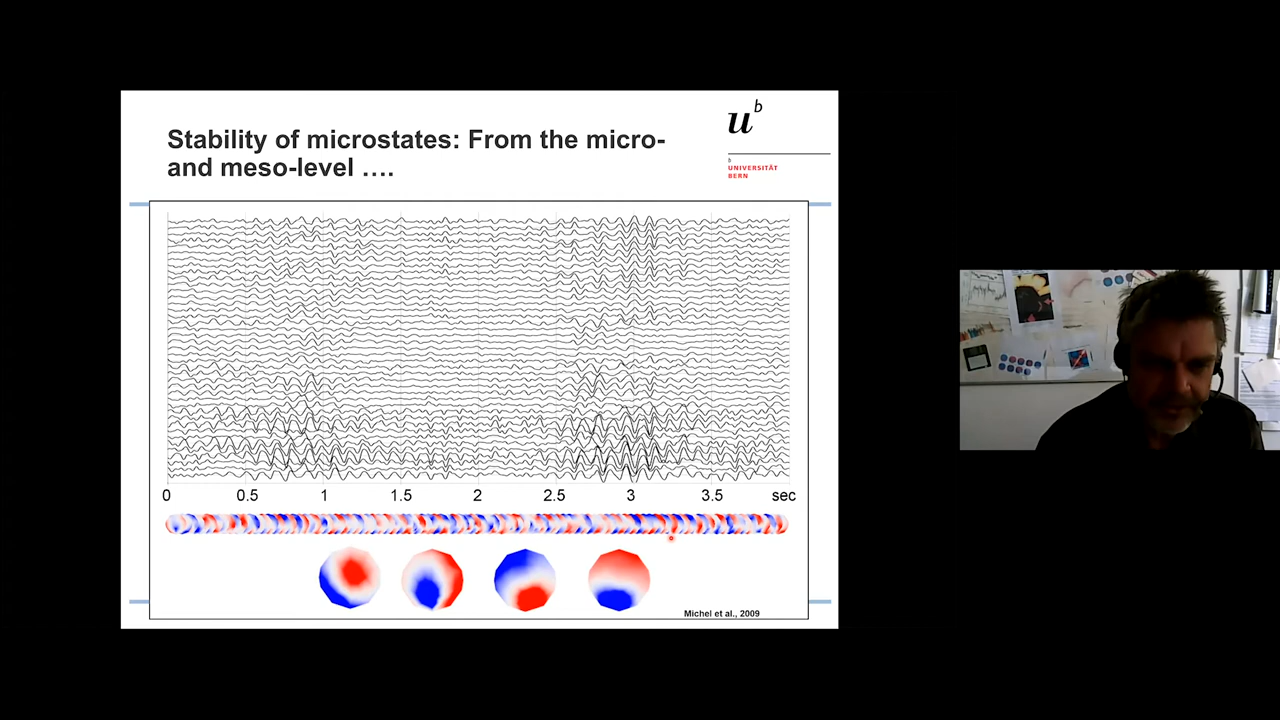 Stability of microstates: From the micro-
and meso-level ....
u
b
b
UNIVERSITÄT
BERN
0 0.5 1 1.5 2 2.5 3 3.5 sec
Michel et al., 2009